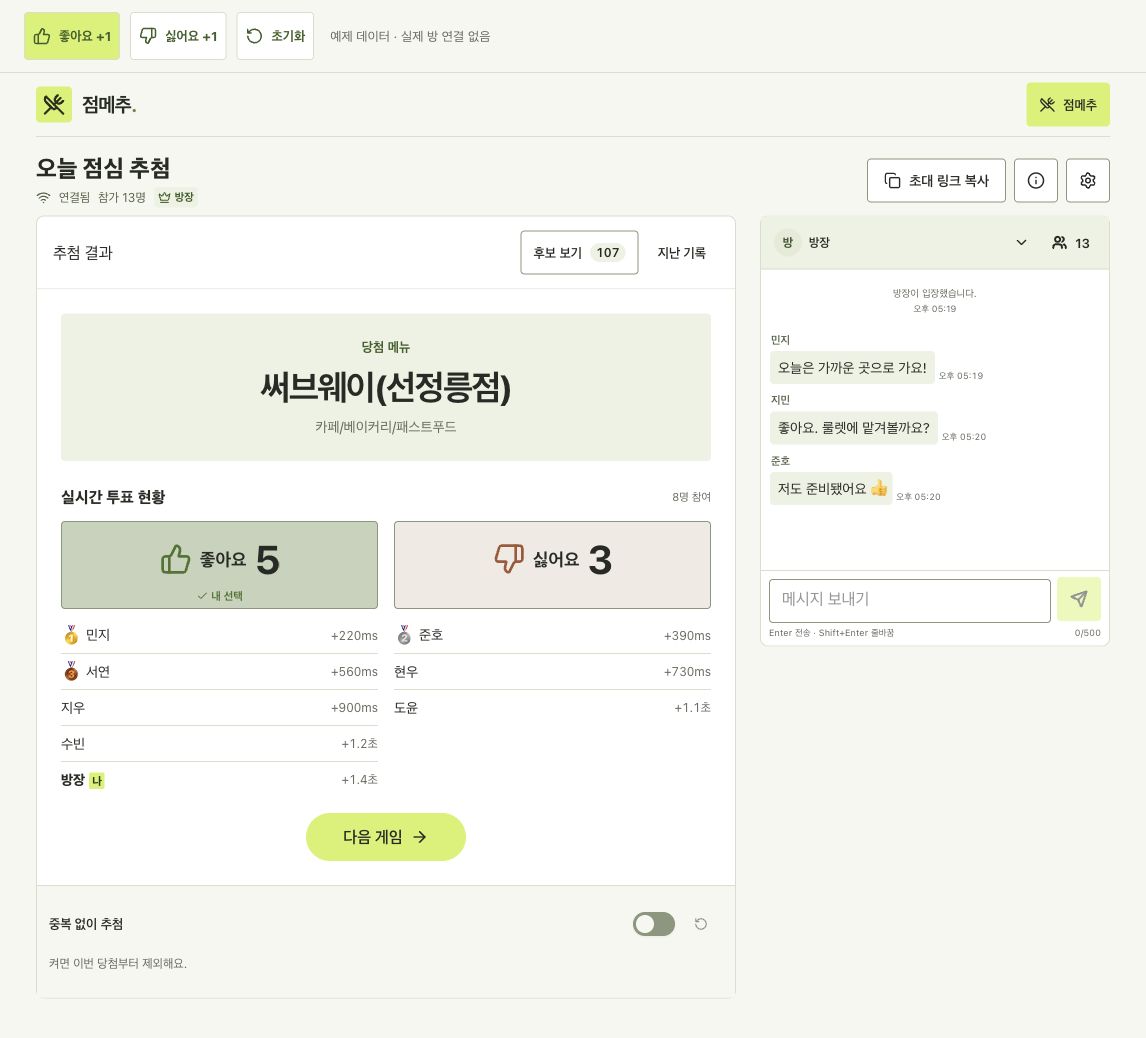 좋아요 +1 싫어요 +1 초기화 예제 데이터 · 실제 방 연결 없음
점메추. 점메추
오늘 점심 추첨
연결됨 참가 13명 방장
초대 링크 복사
추첨 결과
후보 보기 107 지난 기록
당첨 메뉴
써브웨이(선정릉점)
카페/베이커리/패스트푸드
실시간 투표 현황 8명 참여
좋아요 5
내 선택
싫어요 3
1 민지 +220ms
3 서연 +560ms
지우 +900ms
수빈 +1.2초
방장 나 +1.4초
2 준호 +390ms
현우 +730ms
도윤 +1.1초
다음 게임
중복 없이 추첨
켜면 이번 당첨부터 제외해요.
방 방장 13
방장이 입장했습니다.
오후 05:19
민지
오늘은 가까운 곳으로 가요! 오후 05:19
지민
좋아요. 룰렛에 맡겨볼까요? 오후 05:20
준호
저도 준비됐어요 👍 오후 05:20
메시지 보내기
Enter 전송 · Shift+Enter 줄바꿈 0/500